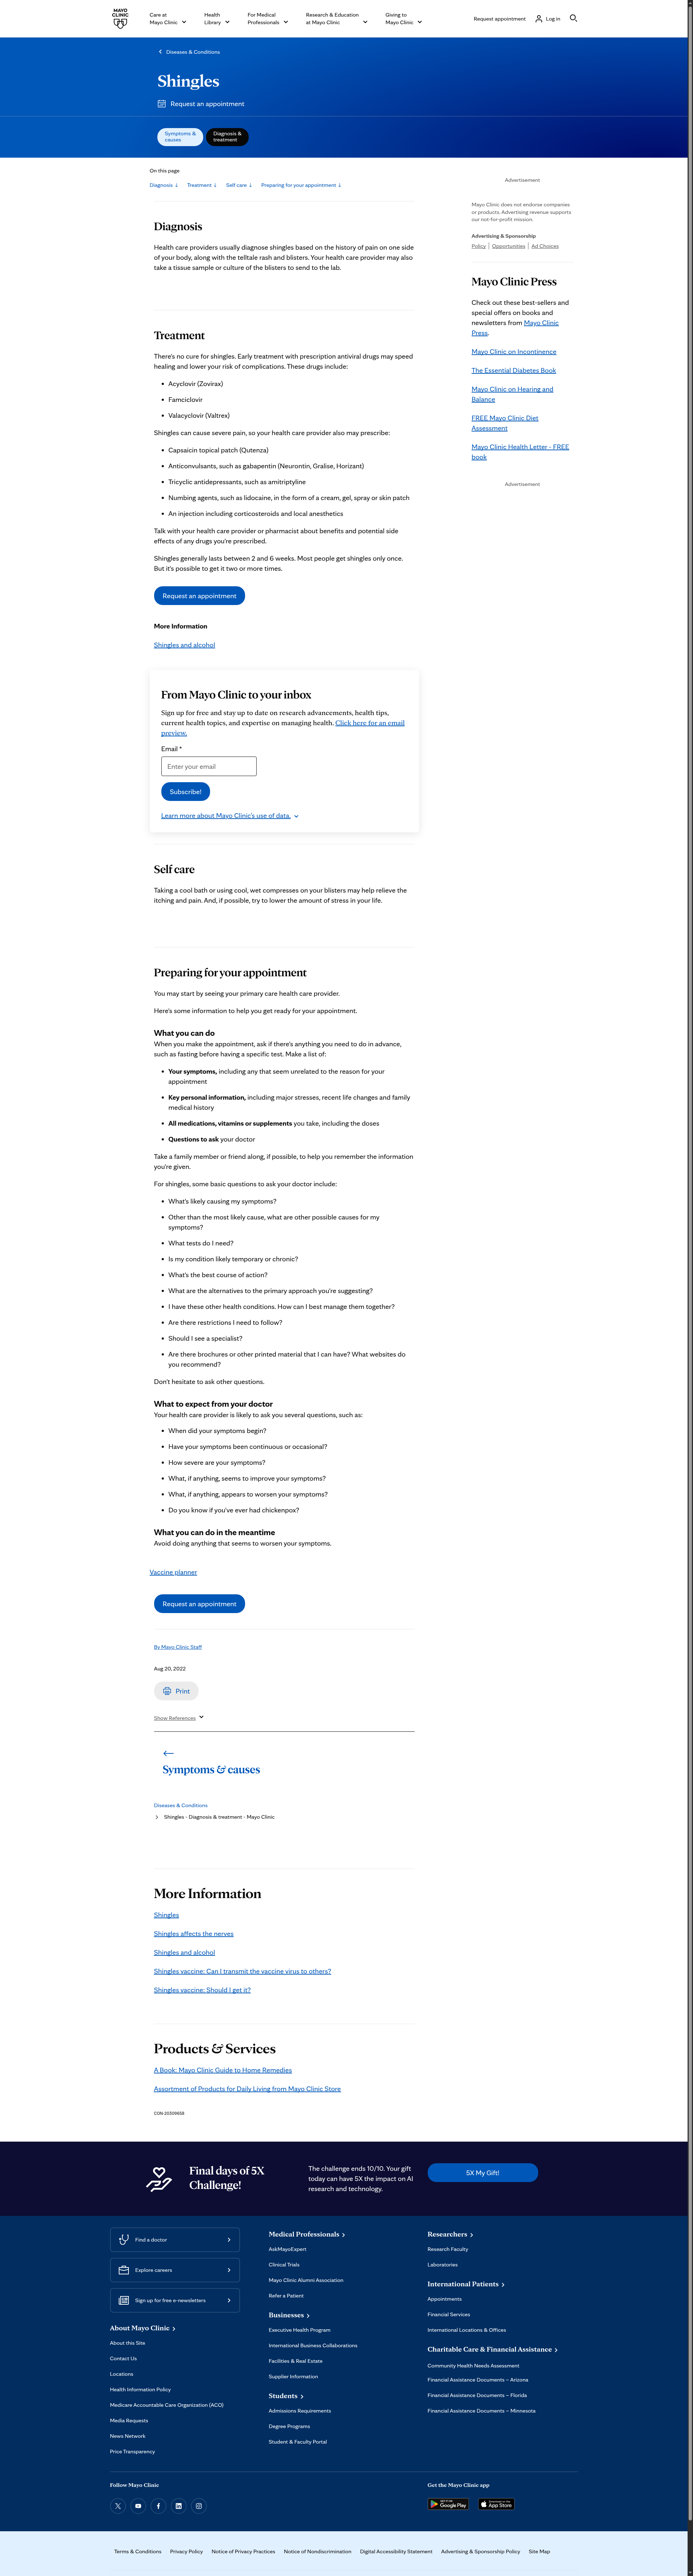 MAYO
CLINIC
Care at
Mayo Clinic
Health
Library
For Medical
Professionals
Research & Education
at Mayo Clinic
Giving to
Mayo Clinic
Request appointment
Log in
Diseases & Conditions
Shingles
Request an appointment
Symptoms &
causes
Diagnosis &
treatment
On this page
Diagnosis
Treatment
Self care
Preparing for your appointment
Diagnosis
Health care providers usually diagnose shingles based on the history of pain on one side
of your body, along with the telltale rash and blisters. Your health care provider may also
take a tissue sample or culture of the blisters to send to the lab.
Treatment
There's no cure for shingles. Early treatment with prescription antiviral drugs may speed
healing and lower your risk of complications. These drugs include:
• Acyclovir (Zovirax)
• Famciclovir
• Valacyclovir (Valtrex)
Shingles can cause severe pain, so your health care provider also may prescribe:
• Capsaicin topical patch (Qutenza)
• Anticonvulsants, such as gabapentin (Neurontin, Gralise, Horizant)
• Tricyclic antidepressants, such as amitriptyline
• Numbing agents, such as lidocaine, in the form of a cream, gel, spray or skin patch
• An injection including corticosteroids and local anesthetics
Talk with your health care provider or pharmacist about benefits and potential side
effects of any drugs you're prescribed.
Shingles generally lasts between 2 and 6 weeks. Most people get shingles only once.
But it's possible to get it two or more times.
Request an appointment
More Information
Shingles and alcohol
From Mayo Clinic to your inbox
Sign up for free and stay up to date on research advancements, health tips,
current health topics, and expertise on managing health. Click here for an email
preview.
Email *
Enter your email
Subscribe!
Learn more about Mayo Clinic's use of data.
Self care
Taking a cool bath or using cool, wet compresses on your blisters may help relieve the
itching and pain. And, if possible, try to lower the amount of stress in your life.
Preparing for your appointment
You may start by seeing your primary care health care provider.
Here's some information to help you get ready for your appointment.
What you can do
When you make the appointment, ask if there's anything you need to do in advance,
such as fasting before having a specific test. Make a list of:
• Your symptoms, including any that seem unrelated to the reason for your
appointment
• Key personal information, including major stresses, recent life changes and family
medical history
• All medications, vitamins or supplements you take, including the doses
• Questions to ask your doctor
Take a family member or friend along, if possible, to help you remember the information
you're given.
For shingles, some basic questions to ask your doctor include:
• What's likely causing my symptoms?
• Other than the most likely cause, what are other possible causes for my
symptoms?
• What tests do I need?
• Is my condition likely temporary or chronic?
• What's the best course of action?
• What are the alternatives to the primary approach you're suggesting?
• I have these other health conditions. How can I best manage them together?
• Are there restrictions I need to follow?
• Should I see a specialist?
• Are there brochures or other printed material that I can have? What websites do
you recommend?
Don't hesitate to ask other questions.
What to expect from your doctor
Your health care provider is likely to ask you several questions, such as:
• When did your symptoms begin?
• Have your symptoms been continuous or occasional?
• How severe are your symptoms?
• What, if anything, seems to improve your symptoms?
• What, if anything, appears to worsen your symptoms?
• Do you know if you've ever had chickenpox?
What you can do in the meantime
Avoid doing anything that seems to worsen your symptoms.
Vaccine planner
Request an appointment
By Mayo Clinic Staff
Aug 20, 2022
Print
Show References
Symptoms & causes
Diseases & Conditions
Shingles - Diagnosis & treatment - Mayo Clinic
More Information
Shingles
Shingles affects the nerves
Shingles and alcohol
Shingles vaccine: Can I transmit the vaccine virus to others?
Shingles vaccine: Should I get it?
Products & Services
A Book: Mayo Clinic Guide to Home Remedies
Assortment of Products for Daily Living from Mayo Clinic Store
CON-20309658
Advertisement
Mayo Clinic does not endorse companies
or products. Advertising revenue supports
our not-for-profit mission.
Advertising & Sponsorship
Policy | Opportunities | Ad Choices
Mayo Clinic Press
Check out these best-sellers and
special offers on books and
newsletters from Mayo Clinic
Press.
Mayo Clinic on Incontinence
The Essential Diabetes Book
Mayo Clinic on Hearing and
Balance
FREE Mayo Clinic Diet
Assessment
Mayo Clinic Health Letter - FREE
book
Advertisement
Final days of 5X
Challenge!
The challenge ends 10/10. Your gift
today can have 5X the impact on AI
research and technology.
5X My Gift!
Find a doctor
Explore careers
Sign up for free e-newsletters
About Mayo Clinic
About this Site
Contact Us
Locations
Health Information Policy
Medicare Accountable Care Organization (ACO)
Media Requests
News Network
Price Transparency
Medical Professionals
AskMayoExpert
Clinical Trials
Mayo Clinic Alumni Association
Refer a Patient
Businesses
Executive Health Program
International Business Collaborations
Facilities & Real Estate
Supplier Information
Students
Admissions Requirements
Degree Programs
Student & Faculty Portal
Researchers
Research Faculty
Laboratories
International Patients
Appointments
Financial Services
International Locations & Offices
Charitable Care & Financial Assistance
Community Health Needs Assessment
Financial Assistance Documents – Arizona
Financial Assistance Documents – Florida
Financial Assistance Documents – Minnesota
Follow Mayo Clinic
Get the Mayo Clinic app
GET IT ON
Google Play
Download on the
App Store
Terms & Conditions
Privacy Policy
Notice of Privacy Practices
Notice of Nondiscrimination
Digital Accessibility Statement
Advertising & Sponsorship Policy
Site Map